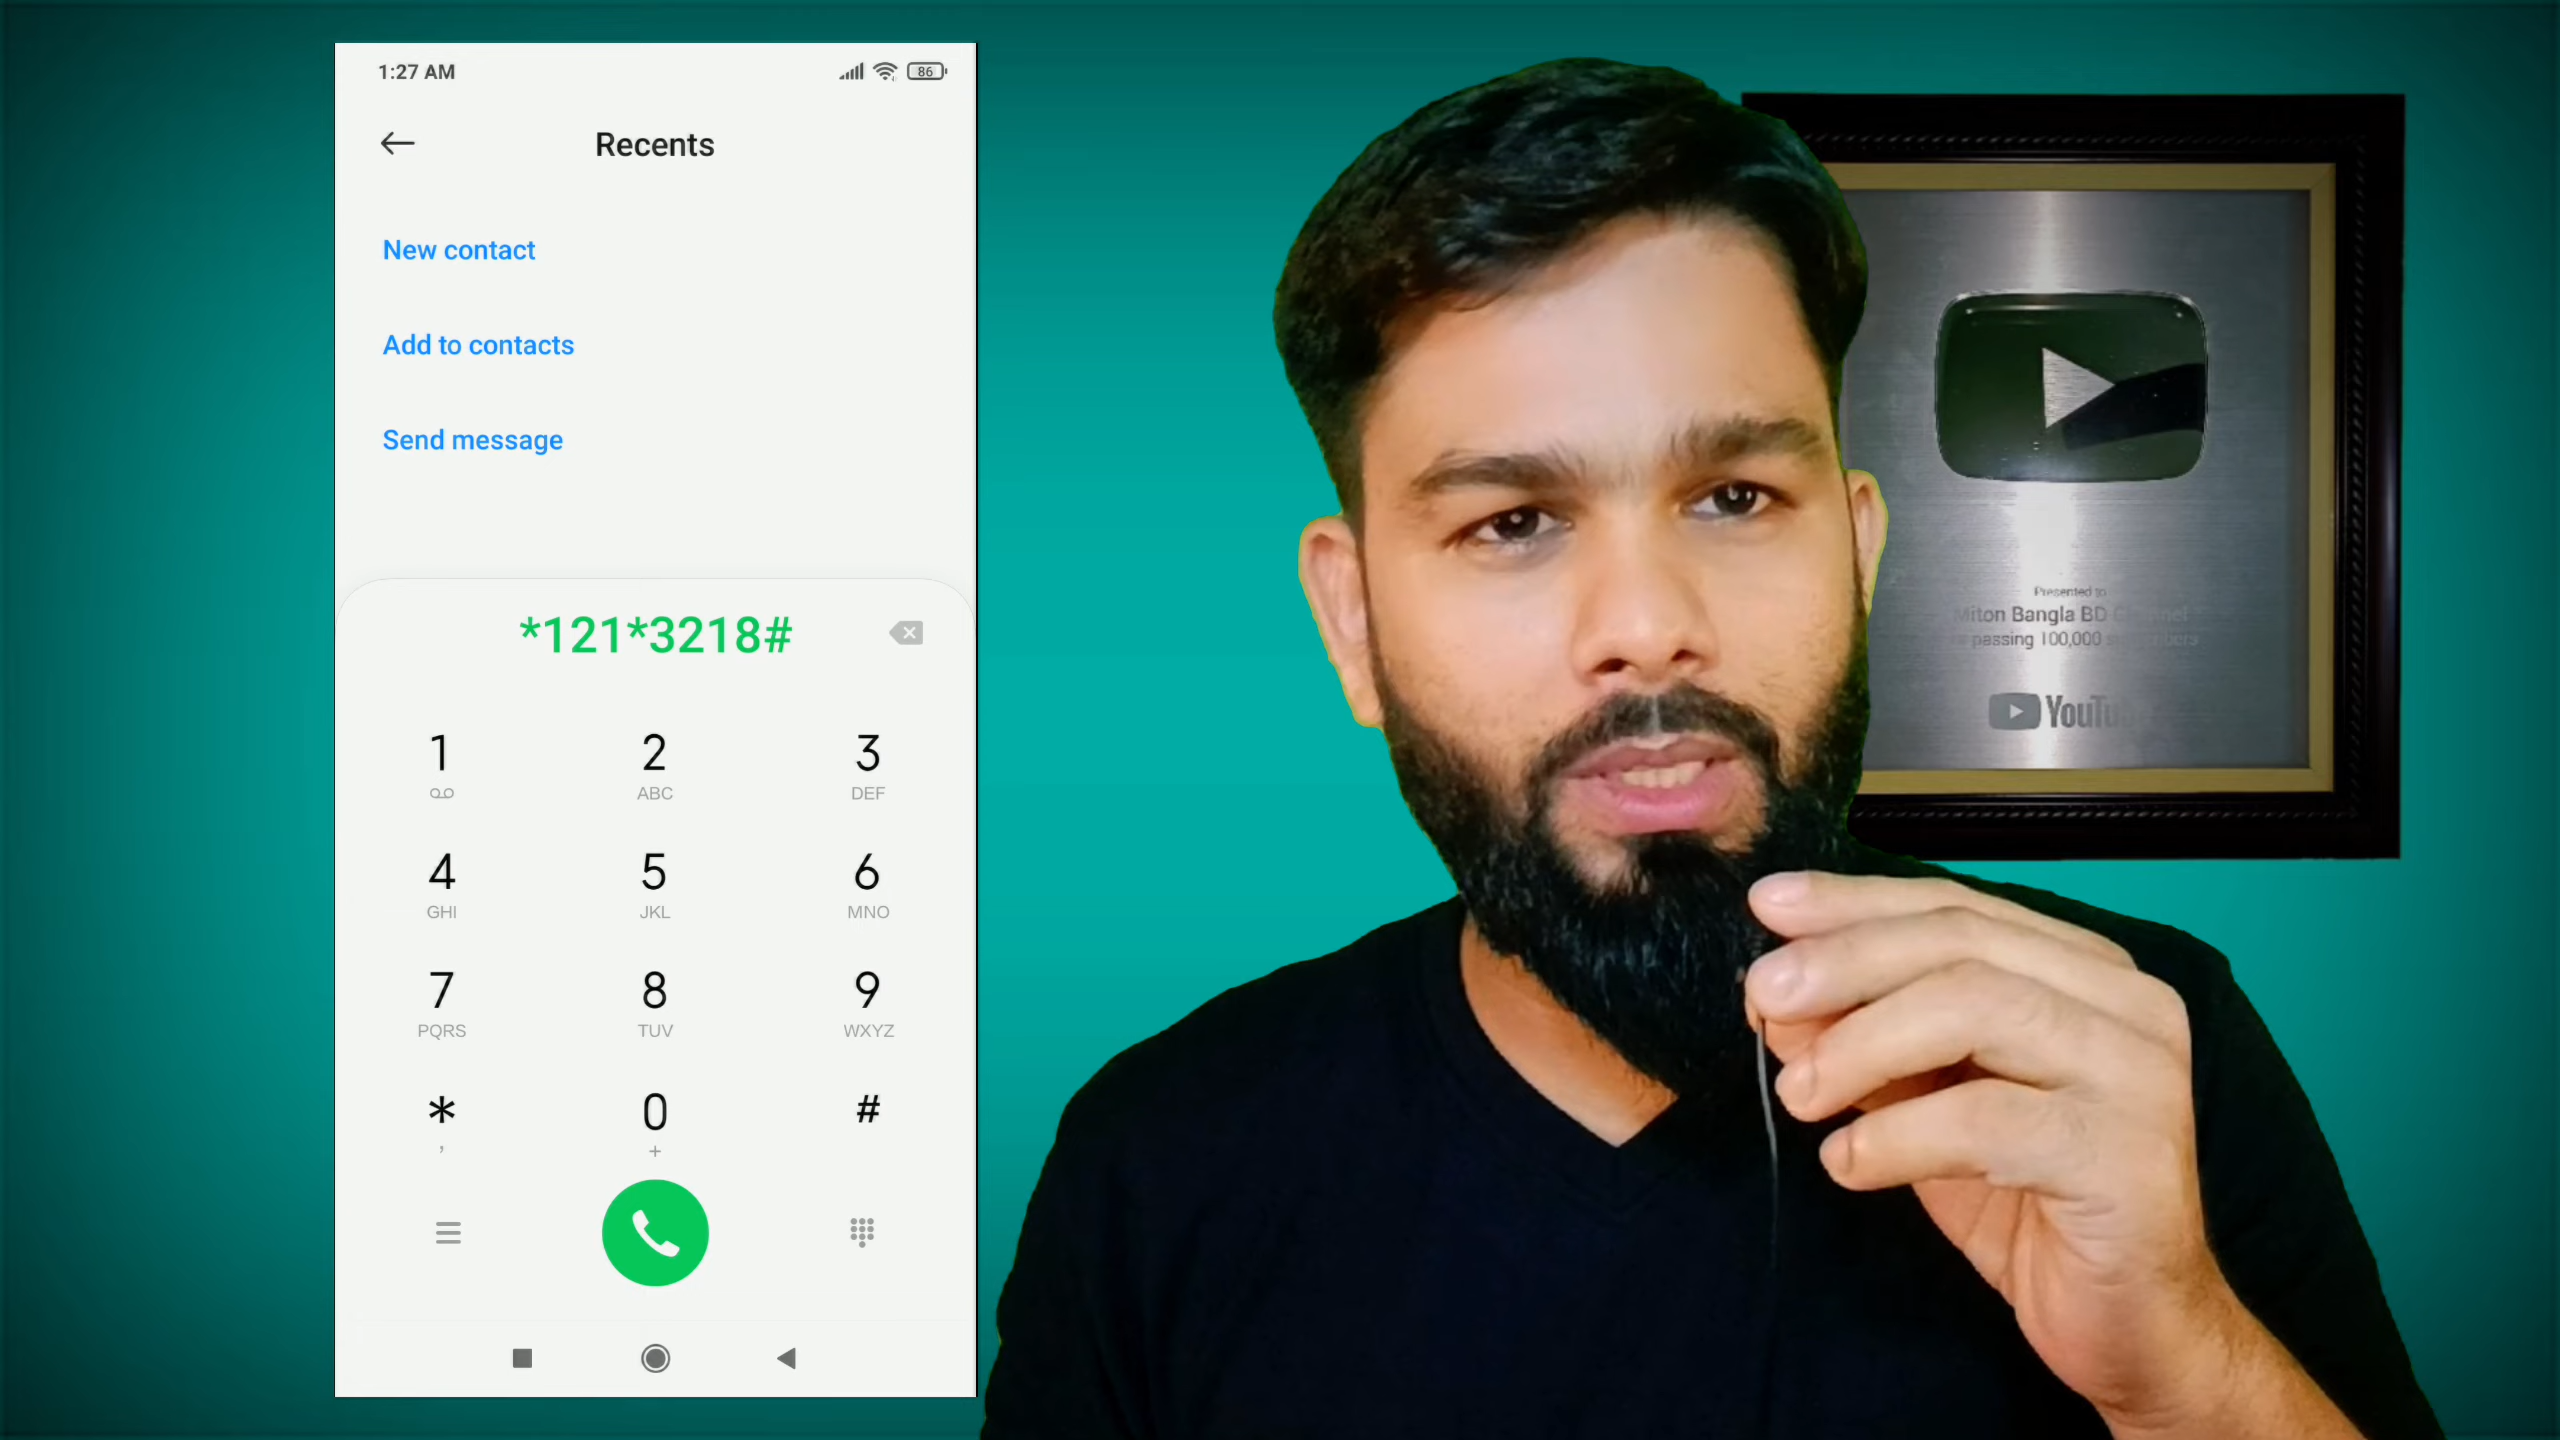 1:27 AM
86
Recents
New contact
Add to contacts
Send message
*121*3218#
1
2
ABC
3
DEF
4
GHI
5
JKL
6
MNO
7
PQRS
8
TUV
9
WXYZ
*
,
0
+
#
Presented to
Miton Bangla BD
passing 100,000
YouTu